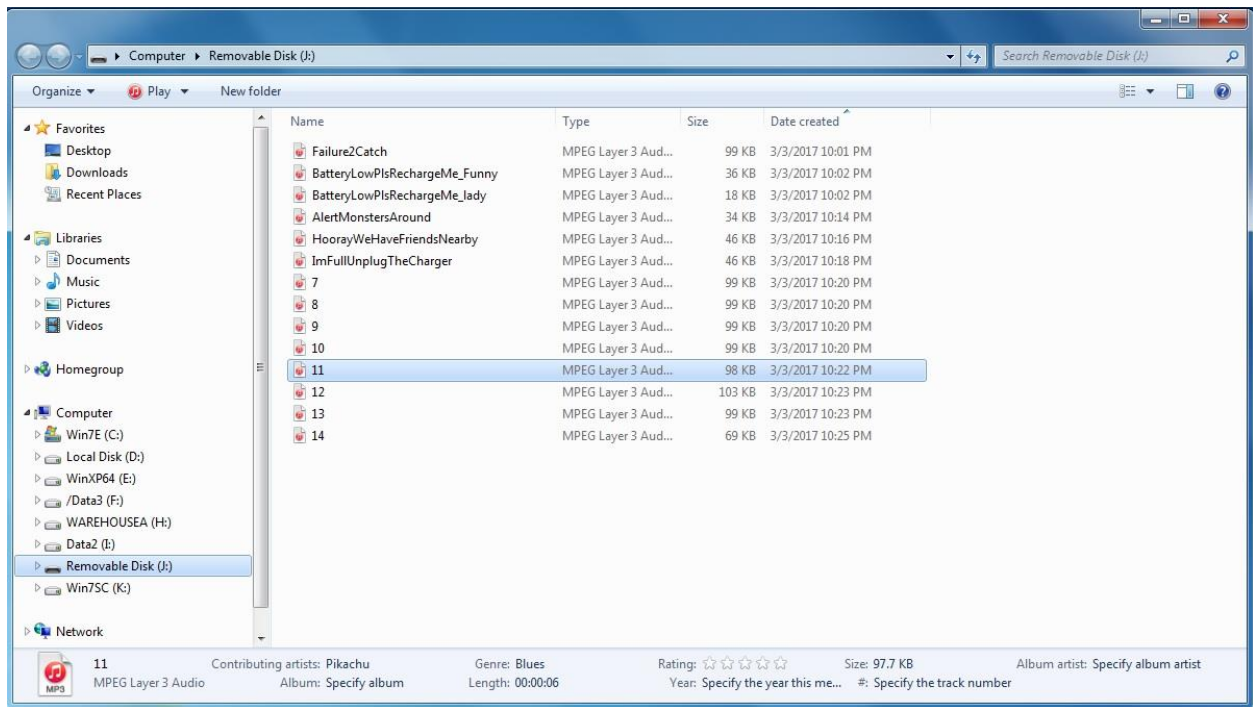 Computer ▸ Removable Disk (J:)
Search Removable Disk (J:)
Organize ▾ Play ▾ New folder
Favorites
Desktop
Downloads
Recent Places
Libraries
Documents
Music
Pictures
Videos
Homegroup
Computer
Win7E (C:)
Local Disk (D:)
WinXP64 (E:)
/Data3 (F:)
WAREHOUSEA (H:)
Data2 (I:)
Removable Disk (J:)
Win7SC (K:)
Network
Name Type Size Date created
Failure2Catch MPEG Layer 3 Aud... 99 KB 3/3/2017 10:01 PM
BatteryLowPlsRechargeMe_Funny MPEG Layer 3 Aud... 36 KB 3/3/2017 10:02 PM
BatteryLowPlsRechargeMe_lady MPEG Layer 3 Aud... 18 KB 3/3/2017 10:02 PM
AlertMonstersAround MPEG Layer 3 Aud... 34 KB 3/3/2017 10:14 PM
HoorayWeHaveFriendsNearby MPEG Layer 3 Aud... 46 KB 3/3/2017 10:16 PM
ImFullUnplugTheCharger MPEG Layer 3 Aud... 46 KB 3/3/2017 10:18 PM
7 MPEG Layer 3 Aud... 99 KB 3/3/2017 10:20 PM
8 MPEG Layer 3 Aud... 99 KB 3/3/2017 10:20 PM
9 MPEG Layer 3 Aud... 99 KB 3/3/2017 10:20 PM
10 MPEG Layer 3 Aud... 99 KB 3/3/2017 10:20 PM
11 MPEG Layer 3 Aud... 98 KB 3/3/2017 10:22 PM
12 MPEG Layer 3 Aud... 103 KB 3/3/2017 10:23 PM
13 MPEG Layer 3 Aud... 99 KB 3/3/2017 10:23 PM
14 MPEG Layer 3 Aud... 69 KB 3/3/2017 10:25 PM
MP3
11 Contributing artists: Pikachu Genre: Blues Rating: ☆☆☆☆☆ Size: 97.7 KB Album artist: Specify album artist
MPEG Layer 3 Audio Album: Specify album Length: 00:00:06 Year: Specify the year this me... #: Specify the track number